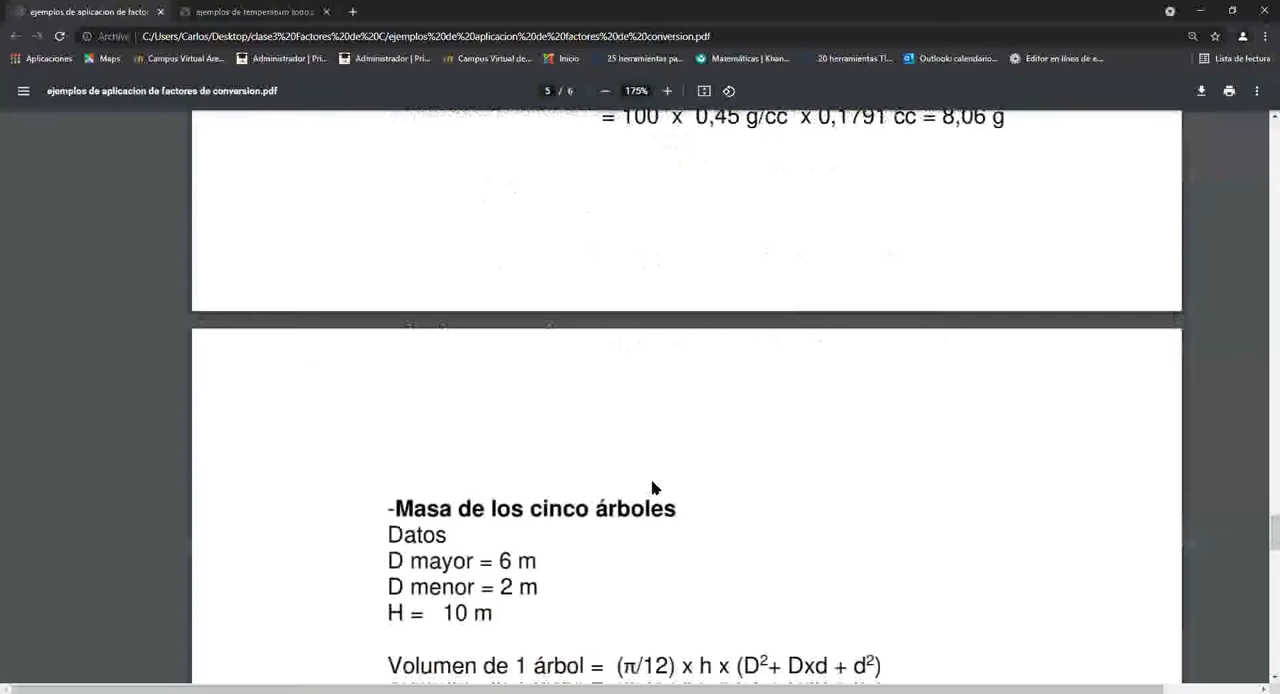 ejemplos de aplicacion de facto
ejemplos de temperatura todos
Archivo | C:/Users/Carlos/Desktop/clase3%20Factores%20de%20C/ejemplos%20de%20aplicacion%20de%20factores%20de%20conversion.pdf
Aplicaciones Maps Campus Virtual Áre... Administrador | Pri... Administrador | Pri... Campus Virtual de... Inicio 25 herramientas pa... Matemáticas | Khan... 20 herramientas TI... Outlook: calendario... Editor en línea de e... Lista de lectura
ejemplos de aplicacion de factores de conversion.pdf 5 / 6 175%
= 100 x 0,45 g/cc x 0,1791 cc = 8,06 g
-Masa de los cinco árboles
Datos
D mayor = 6 m
D menor = 2 m
H = 10 m
Volumen de 1 árbol = (π/12) x h x (D²+ Dxd + d²)